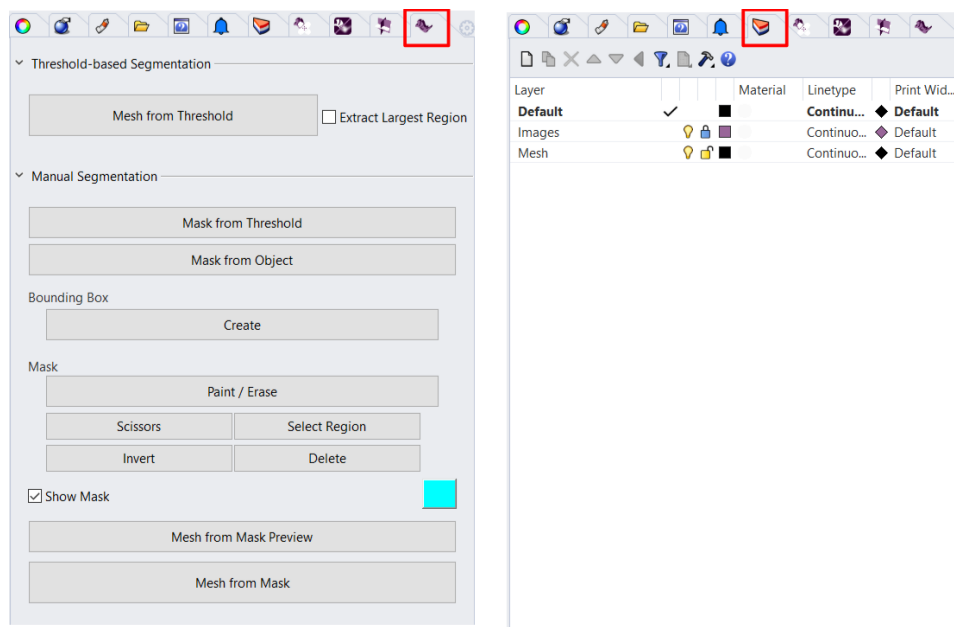 Threshold-based Segmentation
Mesh from Threshold
Extract Largest Region
Manual Segmentation
Mask from Threshold
Mask from Object
Bounding Box
Create
Mask
Paint / Erase
Scissors Select Region
Invert Delete
Show Mask
Mesh from Mask Preview
Mesh from Mask
Layer Material Linetype Print Wid...
Default Continu... Default
Images Continuo... Default
Mesh Continuo... Default